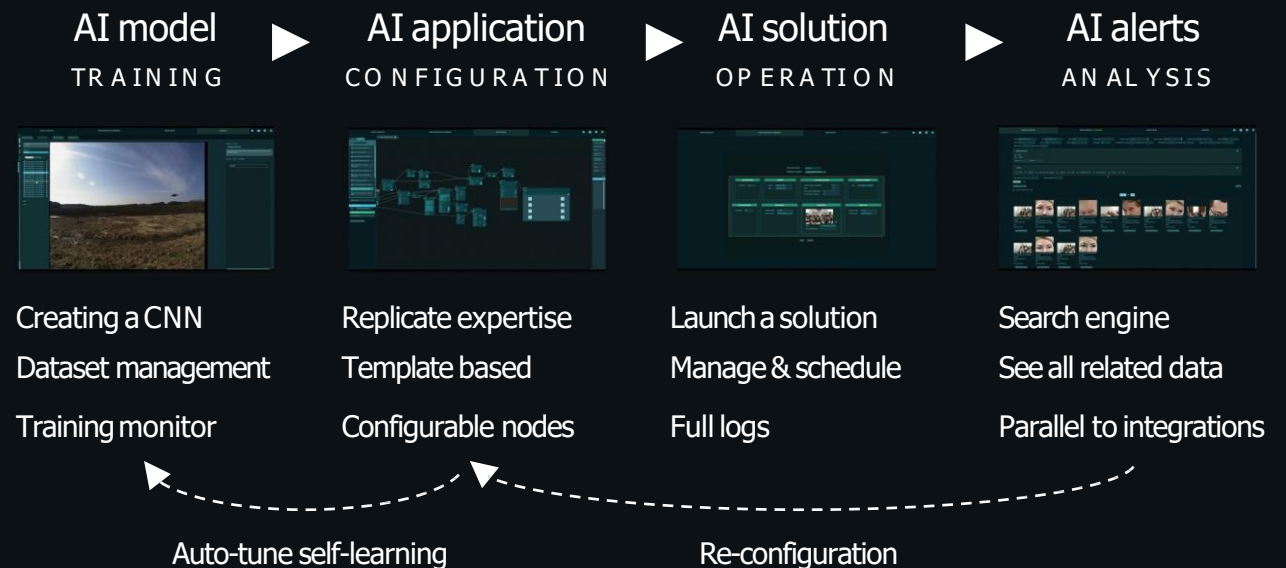 AI model
TRAINING
AI application
CONFIGURATION
AI solution
OPERATION
AI alerts
ANALYSIS
Creating a CNN
Dataset management
Training monitor
Replicate expertise
Template based
Configurable nodes
Launch a solution
Manage & schedule
Full logs
Search engine
See all related data
Parallel to integrations
Auto-tune self-learning
Re-configuration